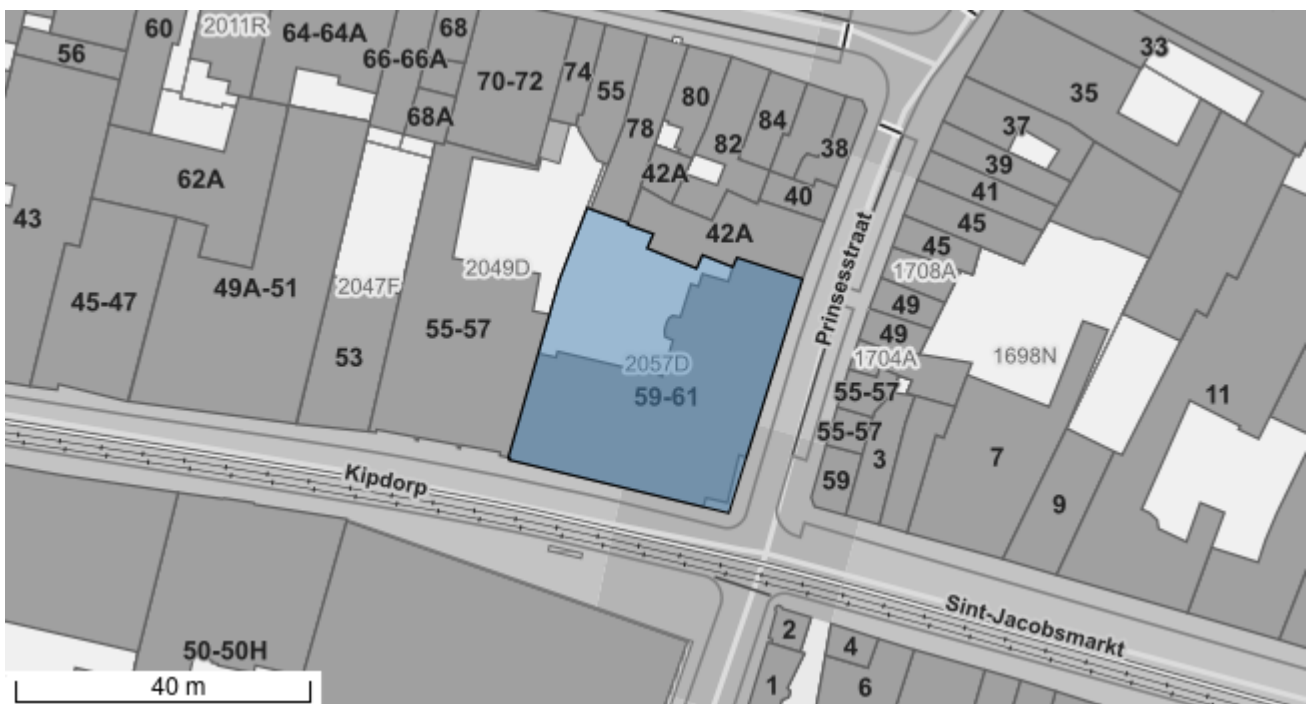 60
2011R
64-64A
68
66-66A
33
56
70-72
74
55
80
84
35
68A
78
82
38
37
39
62A
42A
40
41
43
42A
45
45
2049D
1708A
45-47
49A-51
2047F
Prinsesstraat
49
55-57
49
53
2057D
1704A
1698N
59-61
55-57
11
55-57
3
7
59
9
Kipdorp
Sint-Jacobsmarkt
2
4
50-50H
1
6
40 m